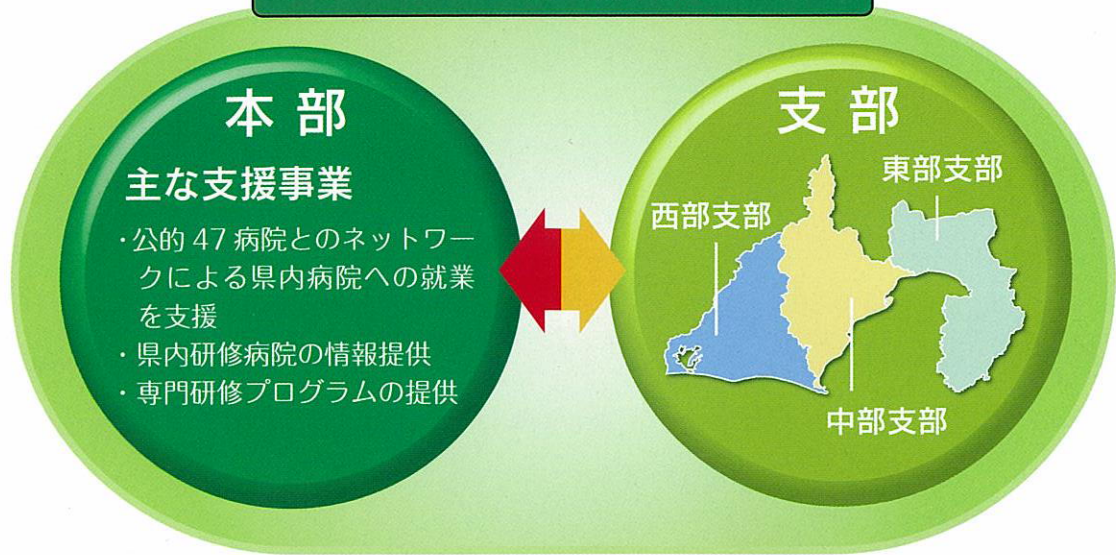 本部
主な支援事業
・公的 47 病院とのネットワー
クによる県内病院への就業
を支援
・県内研修病院の情報提供
・専門研修プログラムの提供
支部
東部支部
西部支部
中部支部